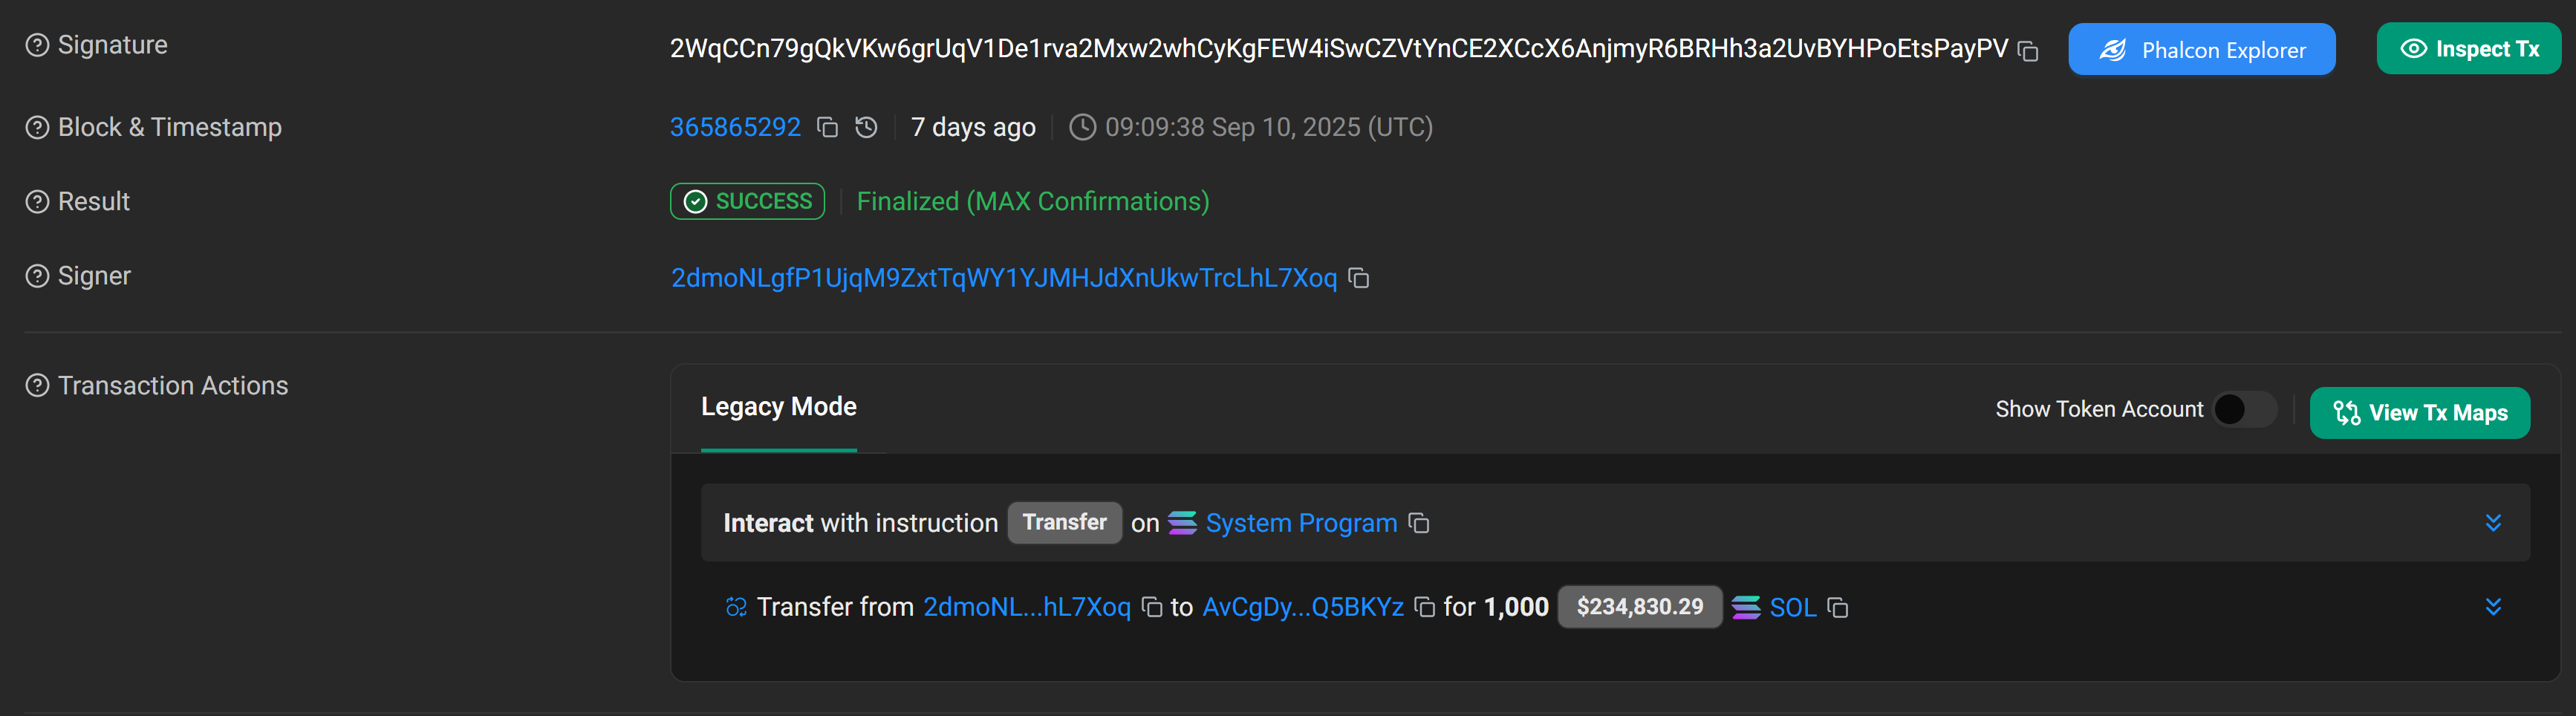 Signature
2WqCCn79gQkVKw6grUqV1De1rva2Mxw2whCyKgFEW4iSwCZVtYnCE2XCcX6AnjmyR6BRHh3a2UvBYHPoEtsPayPV
Phalcon Explorer
Inspect Tx
Block & Timestamp
365865292
7 days ago
09:09:38 Sep 10, 2025 (UTC)
Result
SUCCESS
Finalized (MAX Confirmations)
Signer
2dmoNLgfP1UjqM9ZxtTqWY1YJMHJdXnUkwTrcLhL7Xoq
Transaction Actions
Legacy Mode
Show Token Account
View Tx Maps
Interact with instruction Transfer on System Program
Transfer from 2dmoNL...hL7Xoq to AvCgDy...Q5BKYz for 1,000 $234,830.29 SOL